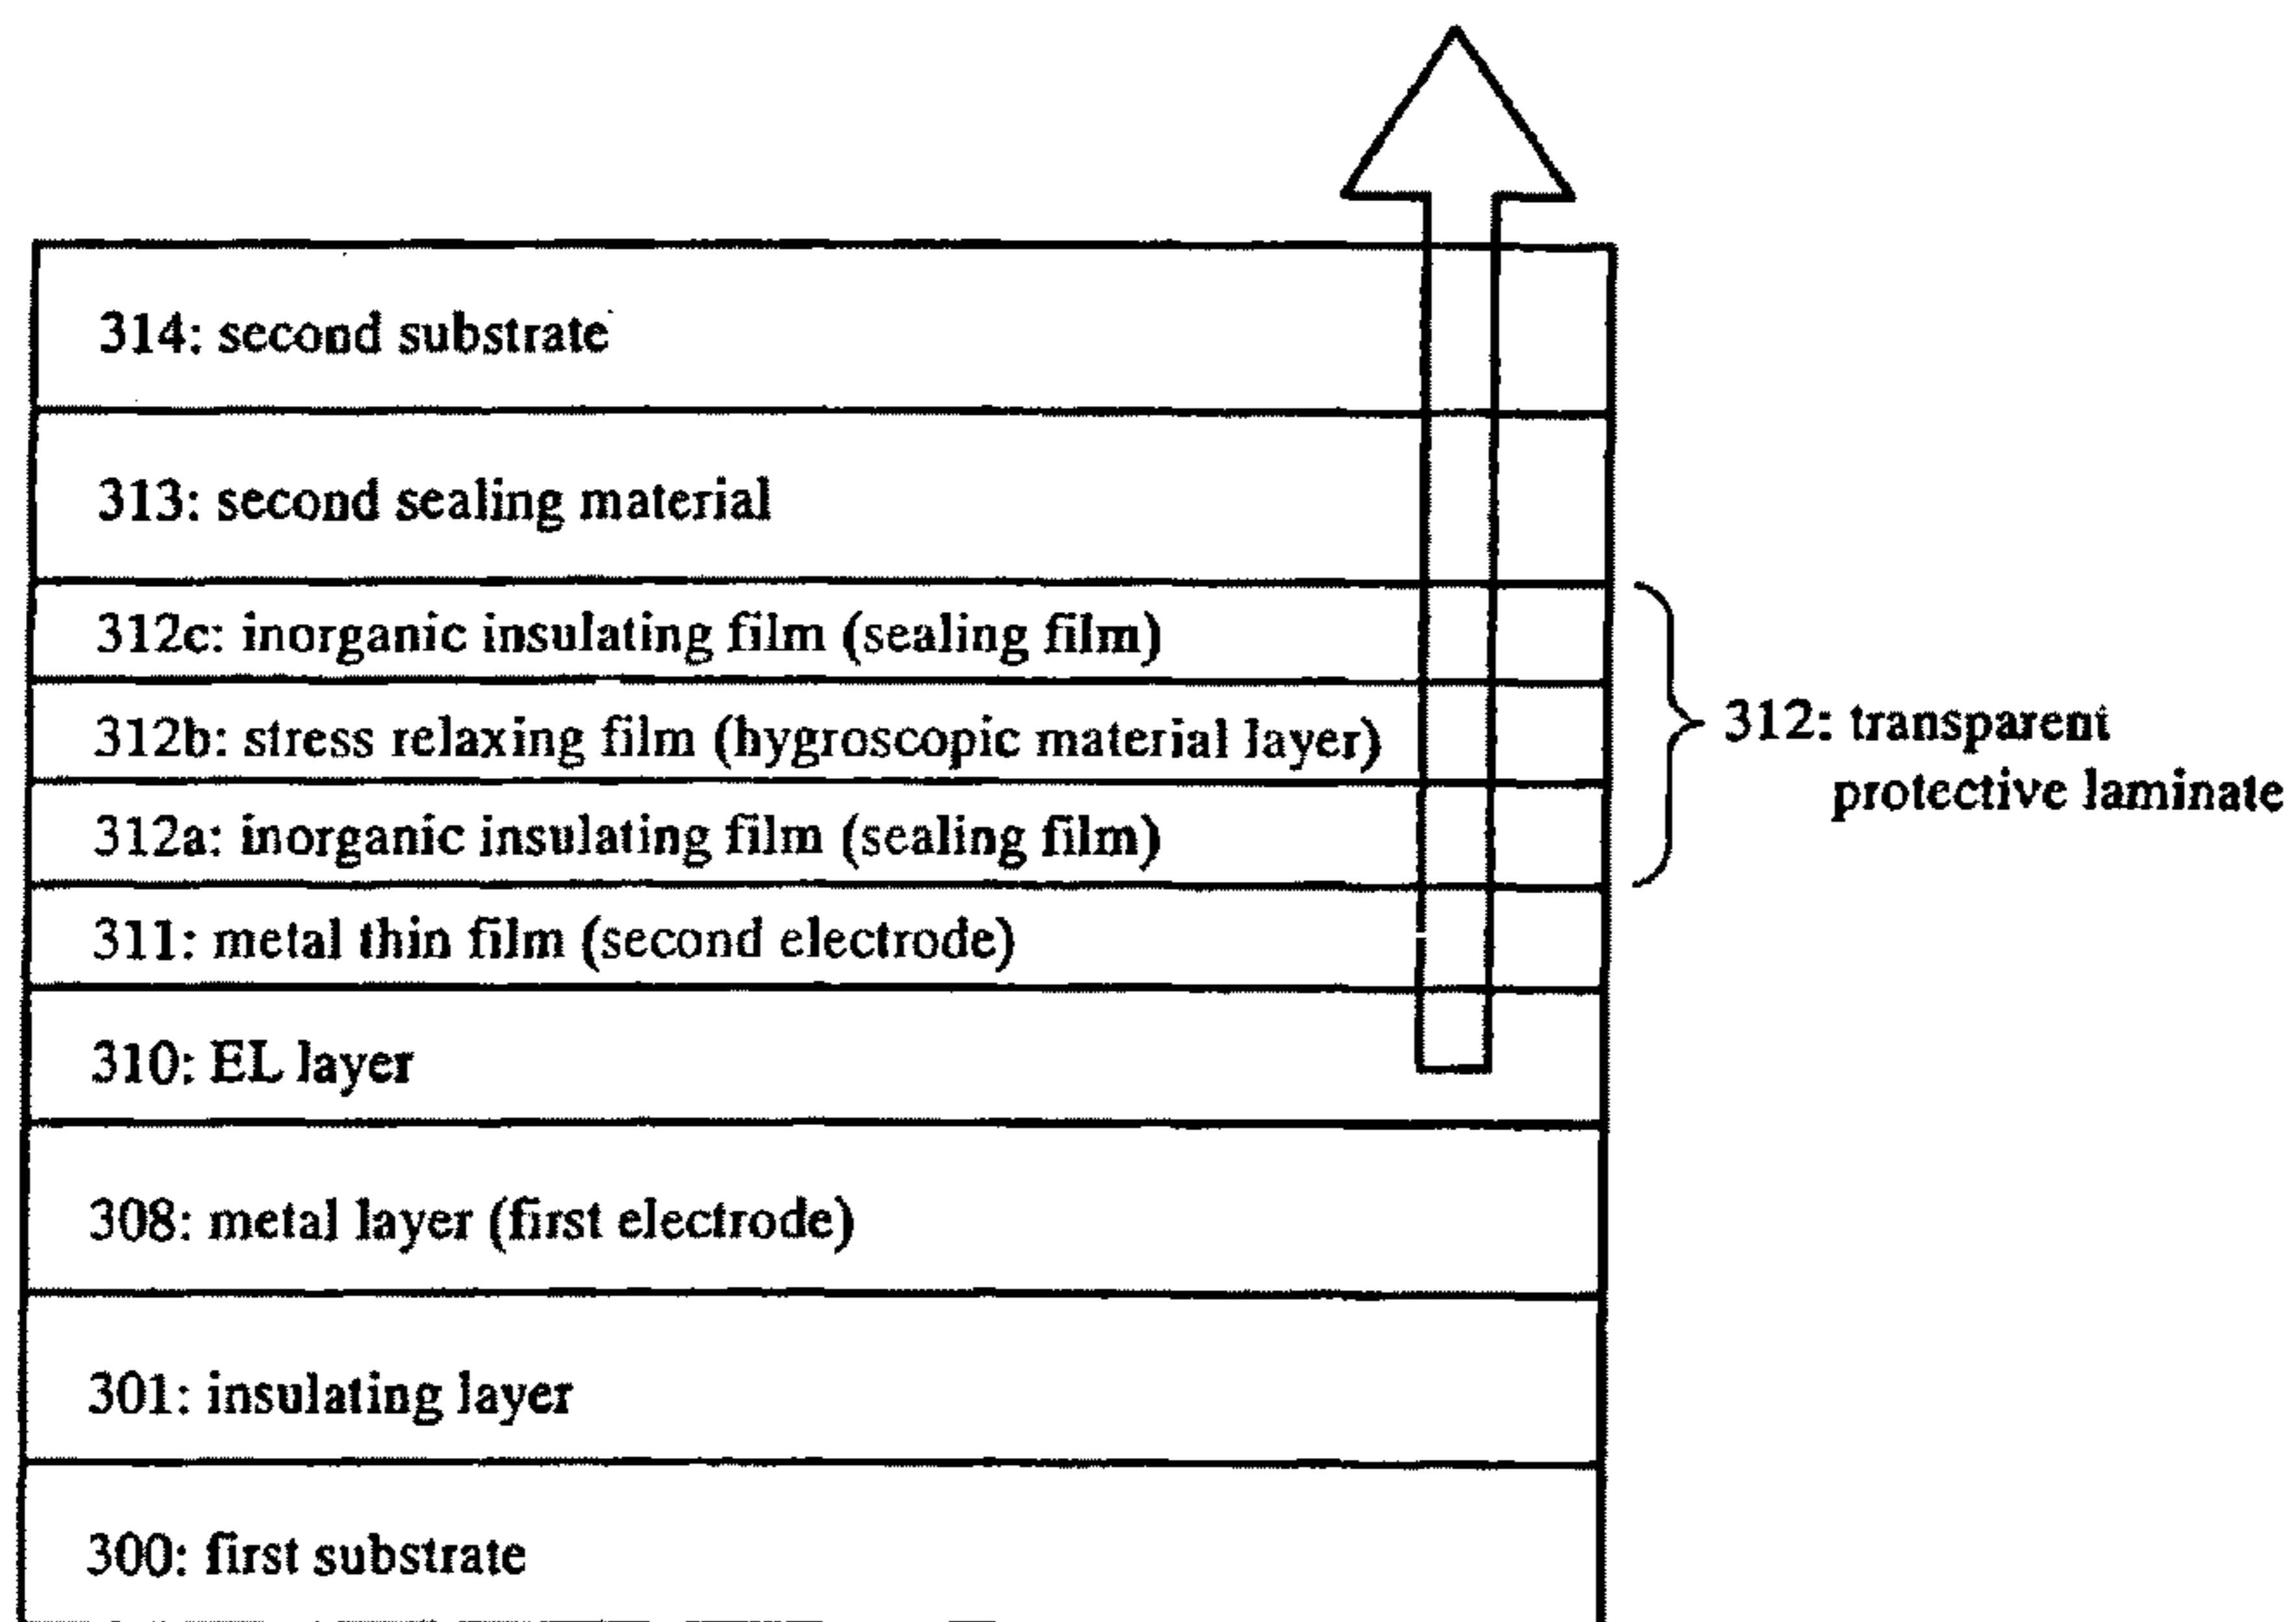 314: second substrate
313: second sealing material
312c: inorganic insulating film (sealing film)
312b: stress relaxing film (hygroscopic material layer)
312: transparent
protective laminate
312a: inorganic insulating film (sealing film)
311: metal thin film (second electrode)
310: EL layer
308: metal layer (first electrode)
301: insulating layer
300: first substrate